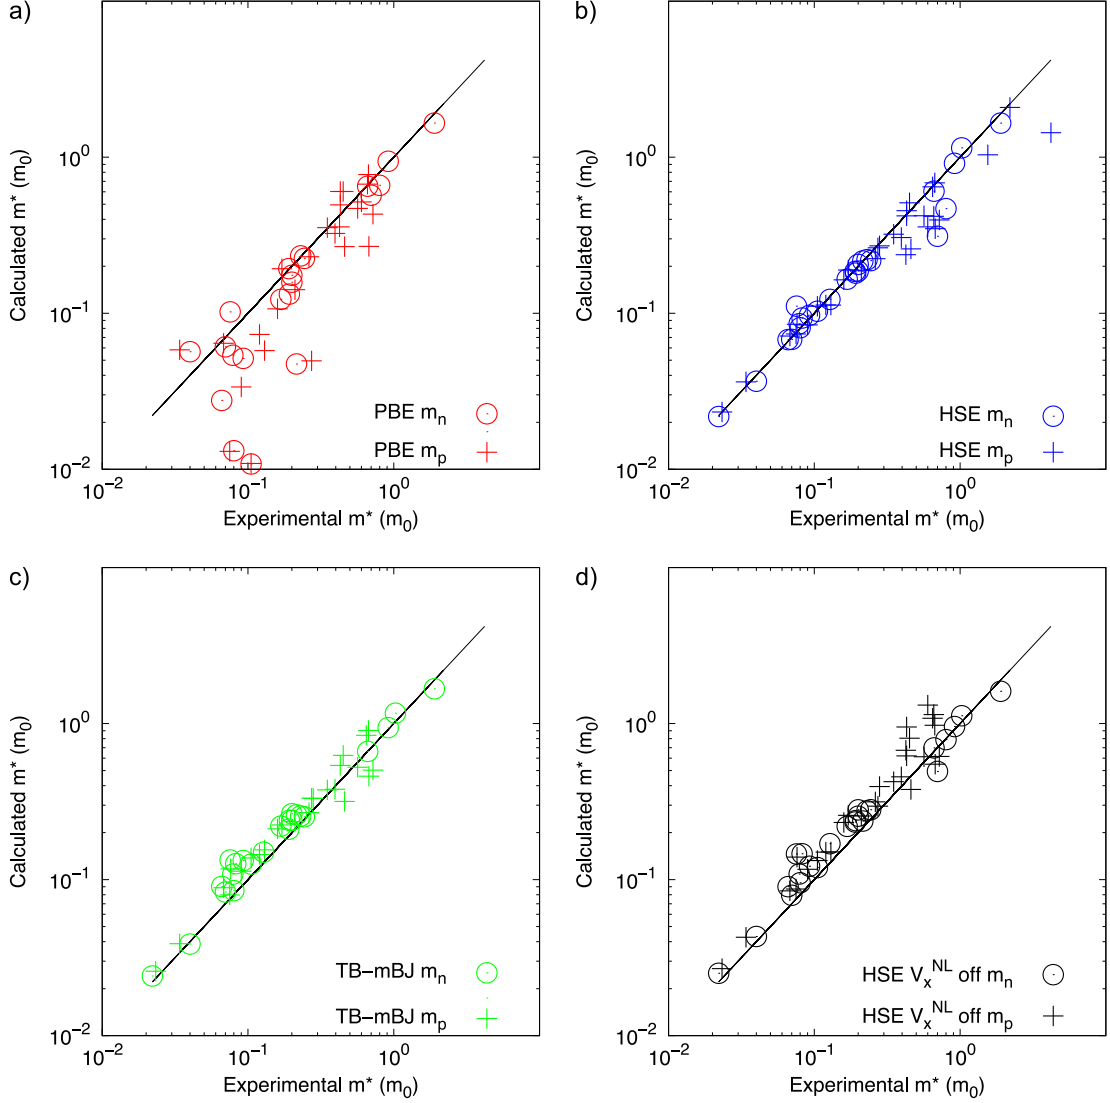 a)
Calculated m* (m0)
10^0
10^-1
10^-2
PBE mn
PBE mp
10^-2 10^-1 10^0
Experimental m* (m0)
b)
Calculated m* (m0)
10^0
10^-1
10^-2
HSE mn
HSE mp
10^-2 10^-1 10^0
Experimental m* (m0)
c)
Calculated m* (m0)
10^0
10^-1
10^-2
TB−mBJ mn
TB−mBJ mp
10^-2 10^-1 10^0
Experimental m* (m0)
d)
Calculated m* (m0)
10^0
10^-1
10^-2
HSE Vx^NL off mn
HSE Vx^NL off mp
10^-2 10^-1 10^0
Experimental m* (m0)